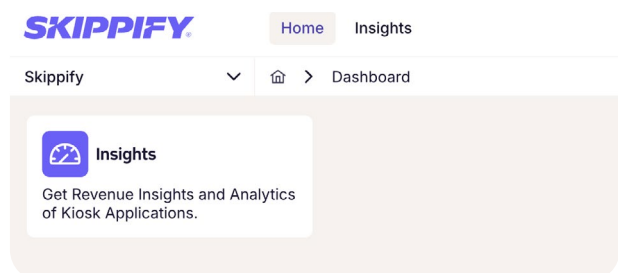 SKIPPIFY®
Home Insights
Skippify Dashboard
Insights
Get Revenue Insights and Analytics
of Kiosk Applications.